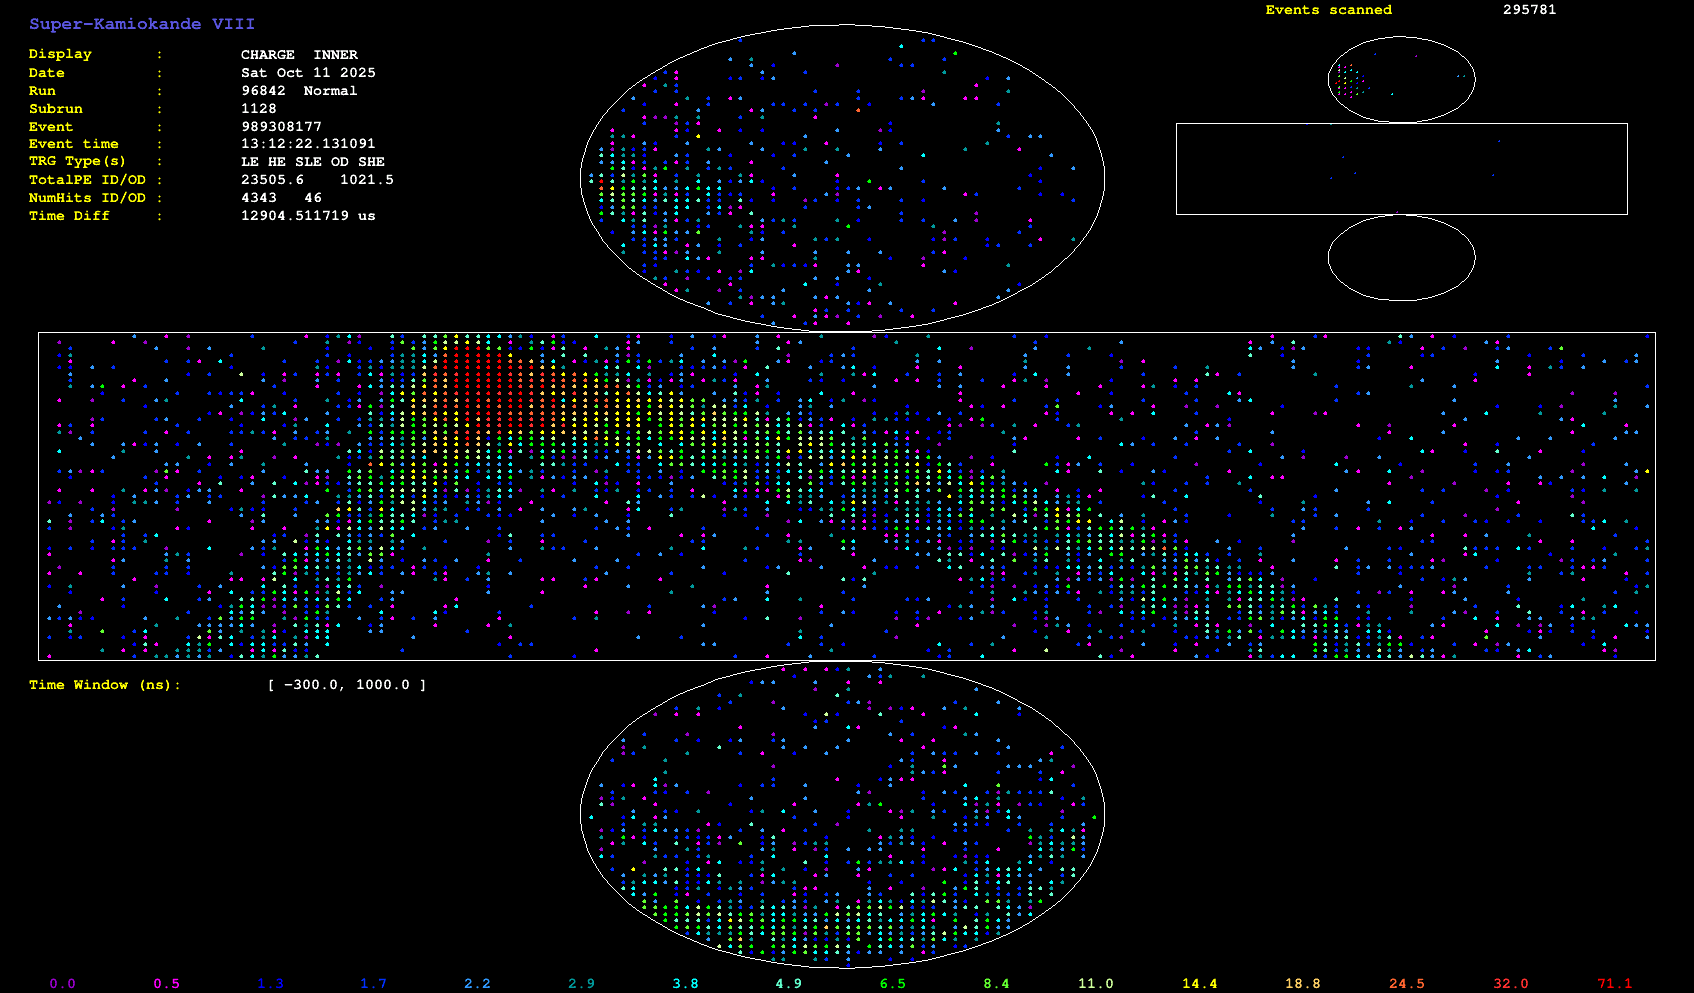 Super-Kamiokande VIII
Events scanned 295781
Display : CHARGE INNER
Date : Sat Oct 11 2025
Run : 96842 Normal
Subrun : 1128
Event : 989308177
Event time : 13:12:22.131091
TRG Type(s) : LE HE SLE OD SHE
TotalPE ID/OD : 23505.6 1021.5
NumHits ID/OD : 4343 46
Time Diff : 12904.511719 us
Time Window (ns): [ -300.0, 1000.0 ]
0.0 0.5 1.3 1.7 2.2 2.9 3.8 4.9 6.5 8.4 11.0 14.4 18.8 24.5 32.0 71.1